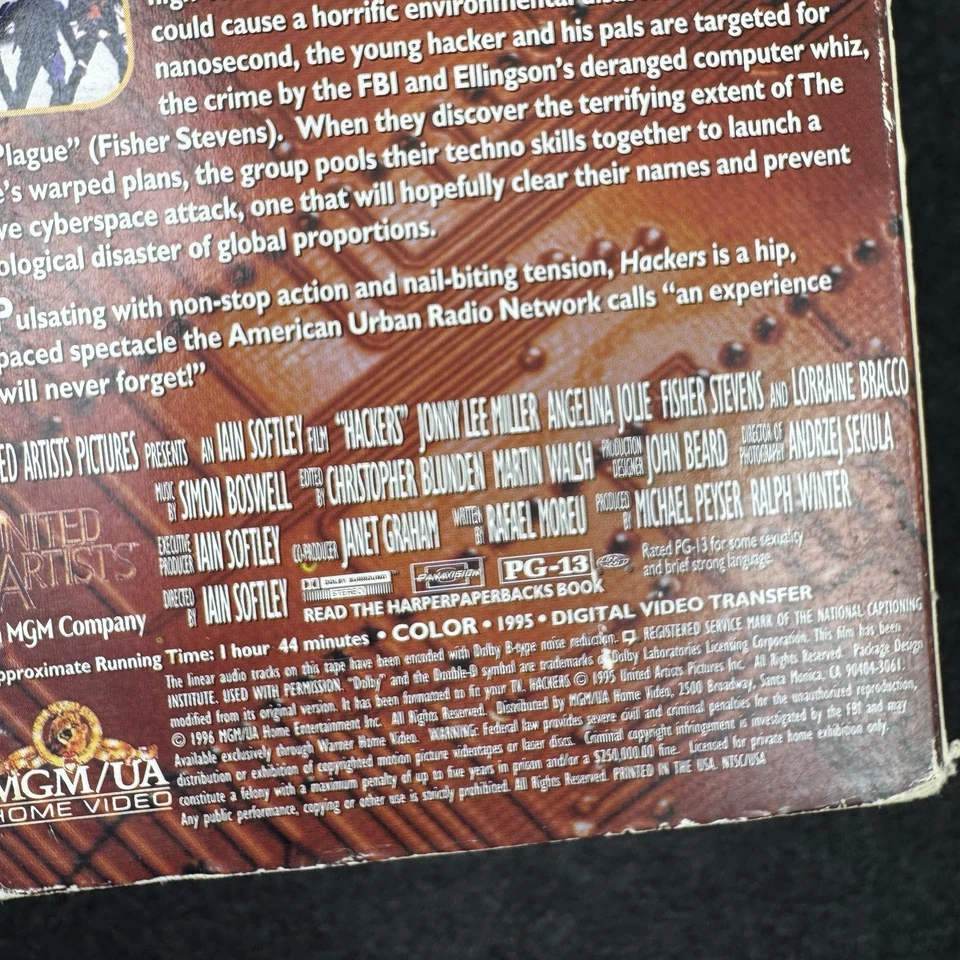 could cause a horrific environmental
nanosecond, the young hacker and his pals are targeted for
the crime by the FBI and Ellingson's deranged computer whiz,
Plague" (Fisher Stevens). When they discover the terrifying extent of The
e's warped plans, the group pools their techno skills together to launch a
ve cyberspace attack, one that will hopefully clear their names and prevent
ological disaster of global proportions.
Pulsating with non-stop action and nail-biting tension, Hackers is a hip,
paced spectacle the American Urban Radio Network calls "an experience
will never forget!"
ED ARTISTS PICTURES PRESENTS AN IAIN SOFTLEY FILM "HACKERS" JONNY LEE MILLER ANGELINA JOLIE FISHER STEVENS AND LORRAINE BRACCO
MUSIC BY SIMON BOSWELL EDITED BY CHRISTOPHER BLUNDEN MARTIN WALSH PRODUCTION DESIGNER JOHN BEARD DIRECTOR OF PHOTOGRAPHY ANDRZEJ SEKULA
EXECUTIVE PRODUCER IAIN SOFTLEY CO-PRODUCER JANET GRAHAM WRITTEN BY RAFAEL MOREU PRODUCED BY MICHAEL PEYSER RALPH WINTER
DIRECTED BY IAIN SOFTLEY
UNITED
ARTISTS
MGM Company
DOLBY SURROUND
STEREO
PANAVISION
PG-13
Rated PG-13 for some sexuality
and brief strong language.
READ THE HARPERPAPERBACKS BOOK
pproximate Running Time: 1 hour 44 minutes • COLOR • 1995 • DIGITAL VIDEO TRANSFER
The linear audio tracks on this tape have been encoded with Dolby B-type noise reduction. REGISTERED SERVICE MARK OF THE NATIONAL CAPTIONING
INSTITUTE. USED WITH PERMISSION. "Dolby" and the Double-D symbol are trademarks of Dolby Laboratories Licensing Corporation. This film has been
modified from its original version. It has been formatted to fit your TV. HACKERS © 1995 United Artists Pictures Inc. All Rights Reserved. Package Design
© 1996 MGM/UA Home Entertainment Inc. All Rights Reserved. Distributed by MGM/UA Home Video, 2500 Broadway, Santa Monica, CA 90404-3061.
Available exclusively through Warner Home Video. WARNING: Federal law provides severe civil and criminal penalties for the unauthorized reproduction,
distribution or exhibition of copyrighted motion picture videotapes or laser discs. Criminal copyright infringement is investigated by the FBI and may
constitute a felony with a maximum penalty of up to five years in prison and/or a $250,000.00 fine. Licensed for private home exhibition only.
Any public performance, copying or other use is strictly prohibited. All Rights Reserved. PRINTED IN THE USA. NTSC/USA
MGM/UA
HOME VIDEO